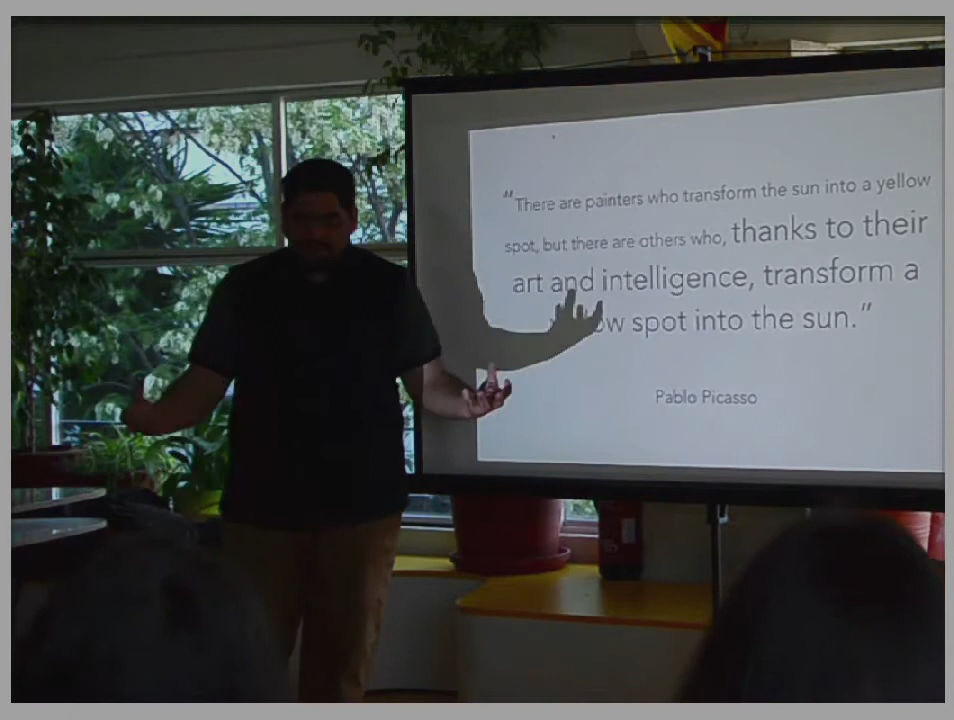 “There are painters who transform the sun into a yellow
spot, but there are others who, thanks to their
art and intelligence, transform a
spot into the sun.”
Pablo Picasso